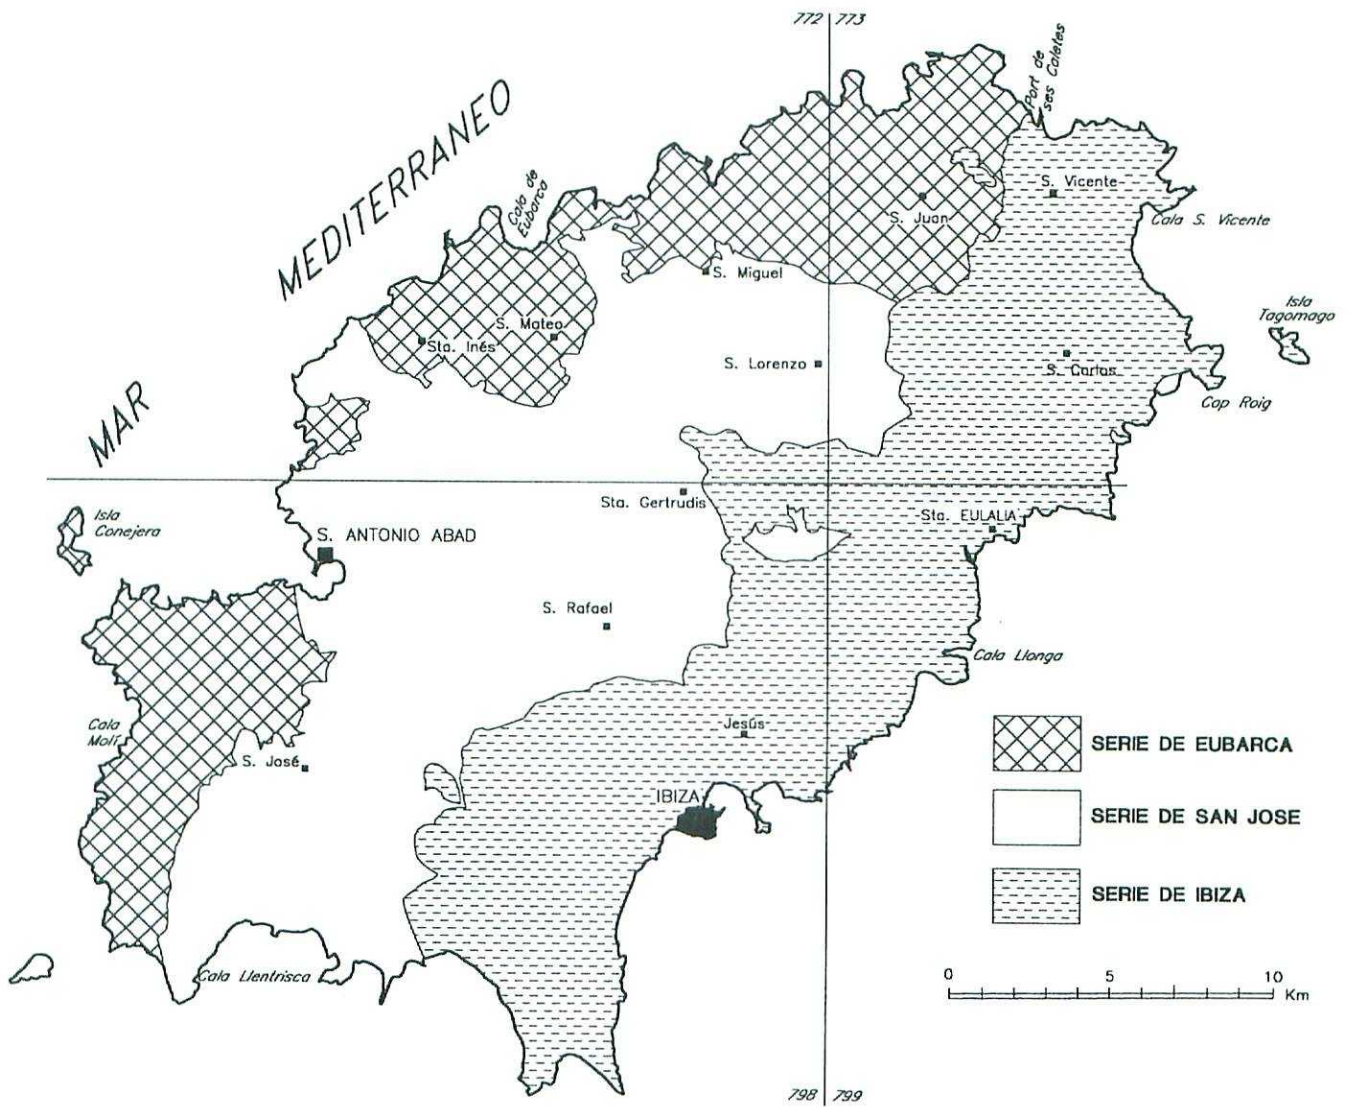 772 773
Port de
ses Caletes
MAR MEDITERRANEO
Cala de
Eubarca
S. Vicente
S. Juan
Cala S. Vicente
S. Miguel
Isla
Tagomago
S. Mateo
Sta. Inés
S. Lorenzo
S. Carlos
Cap Roig
Sta. Gertrudis
Isla
Conejera
Sta. EULALIA
S. ANTONIO ABAD
S. Rafael
Cala Llonga
Cala
Molí
Jesús
S. José
IBIZA
SERIE DE EUBARCA
SERIE DE SAN JOSE
SERIE DE IBIZA
Cala Llentrisca
0 5 10
Km
798 799